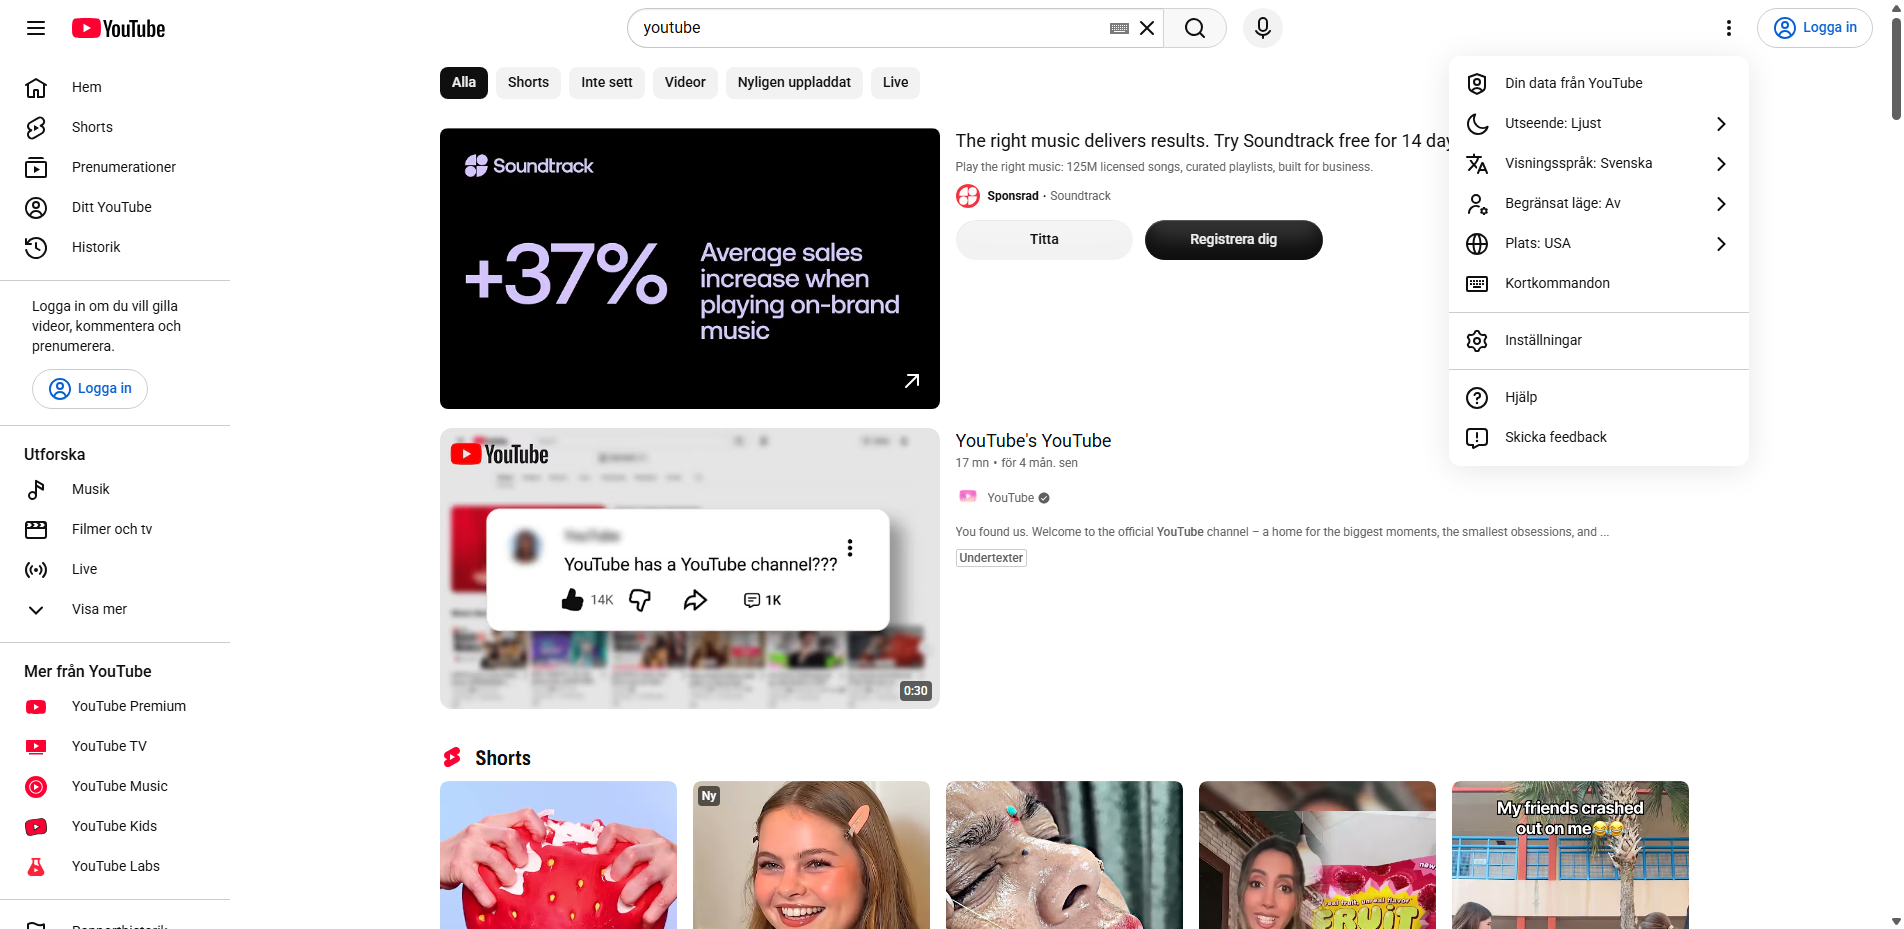 YouTube
youtube
Logga in
Hem
Shorts
Prenumerationer
Ditt YouTube
Historik
Logga in om du vill gilla
videor, kommentera och
prenumerera.
Logga in
Utforska
Musik
Filmer och tv
Live
Visa mer
Mer från YouTube
YouTube Premium
YouTube TV
YouTube Music
YouTube Kids
YouTube Labs
Alla
Shorts
Inte sett
Videor
Nyligen uppladdat
Live
Soundtrack
+37%
Average sales
increase when
playing on-brand
music
The right music delivers results. Try Soundtrack free for 14 day
Play the right music: 125M licensed songs, curated playlists, built for business.
Sponsrad · Soundtrack
Titta
Registrera dig
Din data från YouTube
Utseende: Ljust
Visningsspråk: Svenska
Begränsat läge: Av
Plats: USA
Kortkommandon
Inställningar
Hjälp
Skicka feedback
YouTube
YouTube
YouTube has a YouTube channel???
14K
1K
0:30
YouTube's YouTube
17 mn • för 4 mån. sen
YouTube
You found us. Welcome to the official YouTube channel – a home for the biggest moments, the smallest obsessions, and ...
Undertexter
Shorts
Ny
new
real fruit, unreal flavor
FRUIT
My friends crashed
out on me😂😂